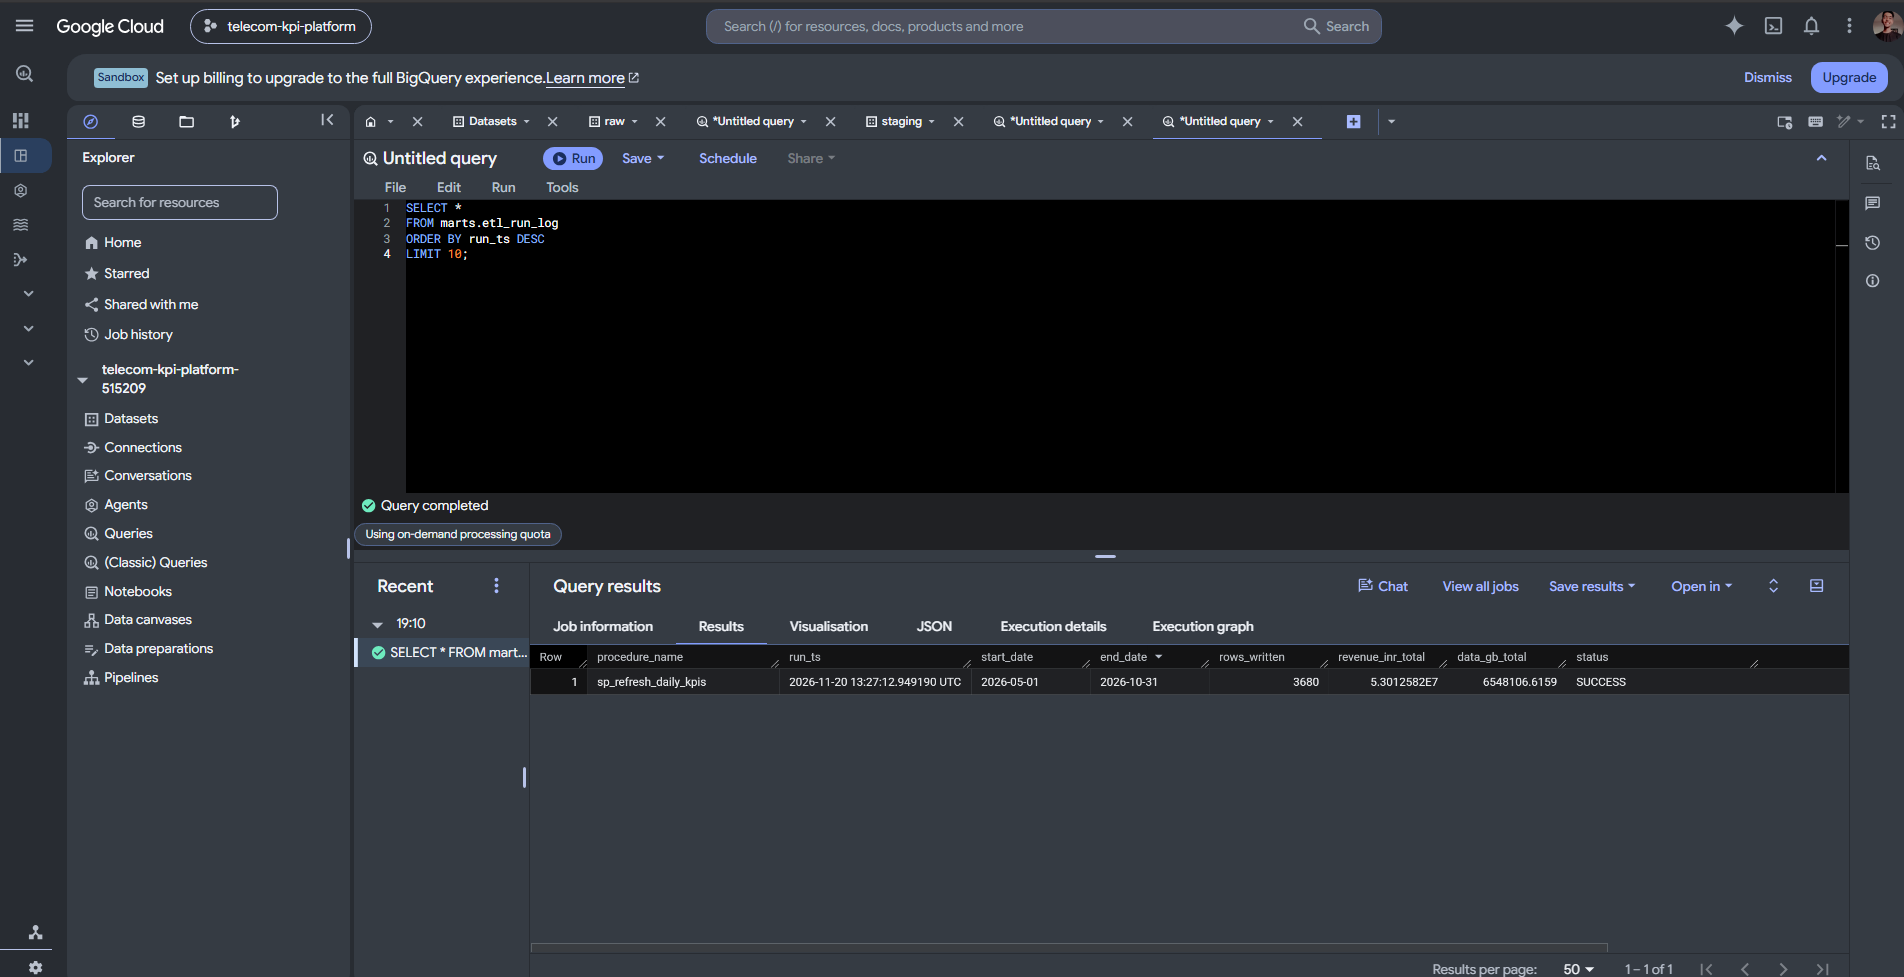 Google Cloud
telecom-kpi-platform
Search (/) for resources, docs, products and more
Search
Sandbox Set up billing to upgrade to the full BigQuery experience. Learn more
Dismiss
Upgrade
Datasets
raw
*Untitled query
staging
*Untitled query
*Untitled query
Explorer
Search for resources
Home
Starred
Shared with me
Job history
telecom-kpi-platform-
515209
Datasets
Connections
Conversations
Agents
Queries
(Classic) Queries
Notebooks
Data canvases
Data preparations
Pipelines
Untitled query
Run
Save
Schedule
Share
File Edit Run Tools
1 SELECT *
2 FROM marts.etl_run_log
3 ORDER BY run_ts DESC
4 LIMIT 10;
Query completed
Using on-demand processing quota
Recent
19:10
SELECT * FROM mart...
Query results
Chat
View all jobs
Save results
Open in
Job information Results Visualisation JSON Execution details Execution graph
Row procedure_name run_ts start_date end_date rows_written revenue_inr_total data_gb_total status
1 sp_refresh_daily_kpis 2026-11-20 13:27:12.949190 UTC 2026-05-01 2026-10-31 3680 5.3012582E7 6548106.6159 SUCCESS
Results per page: 50 1 – 1 of 1